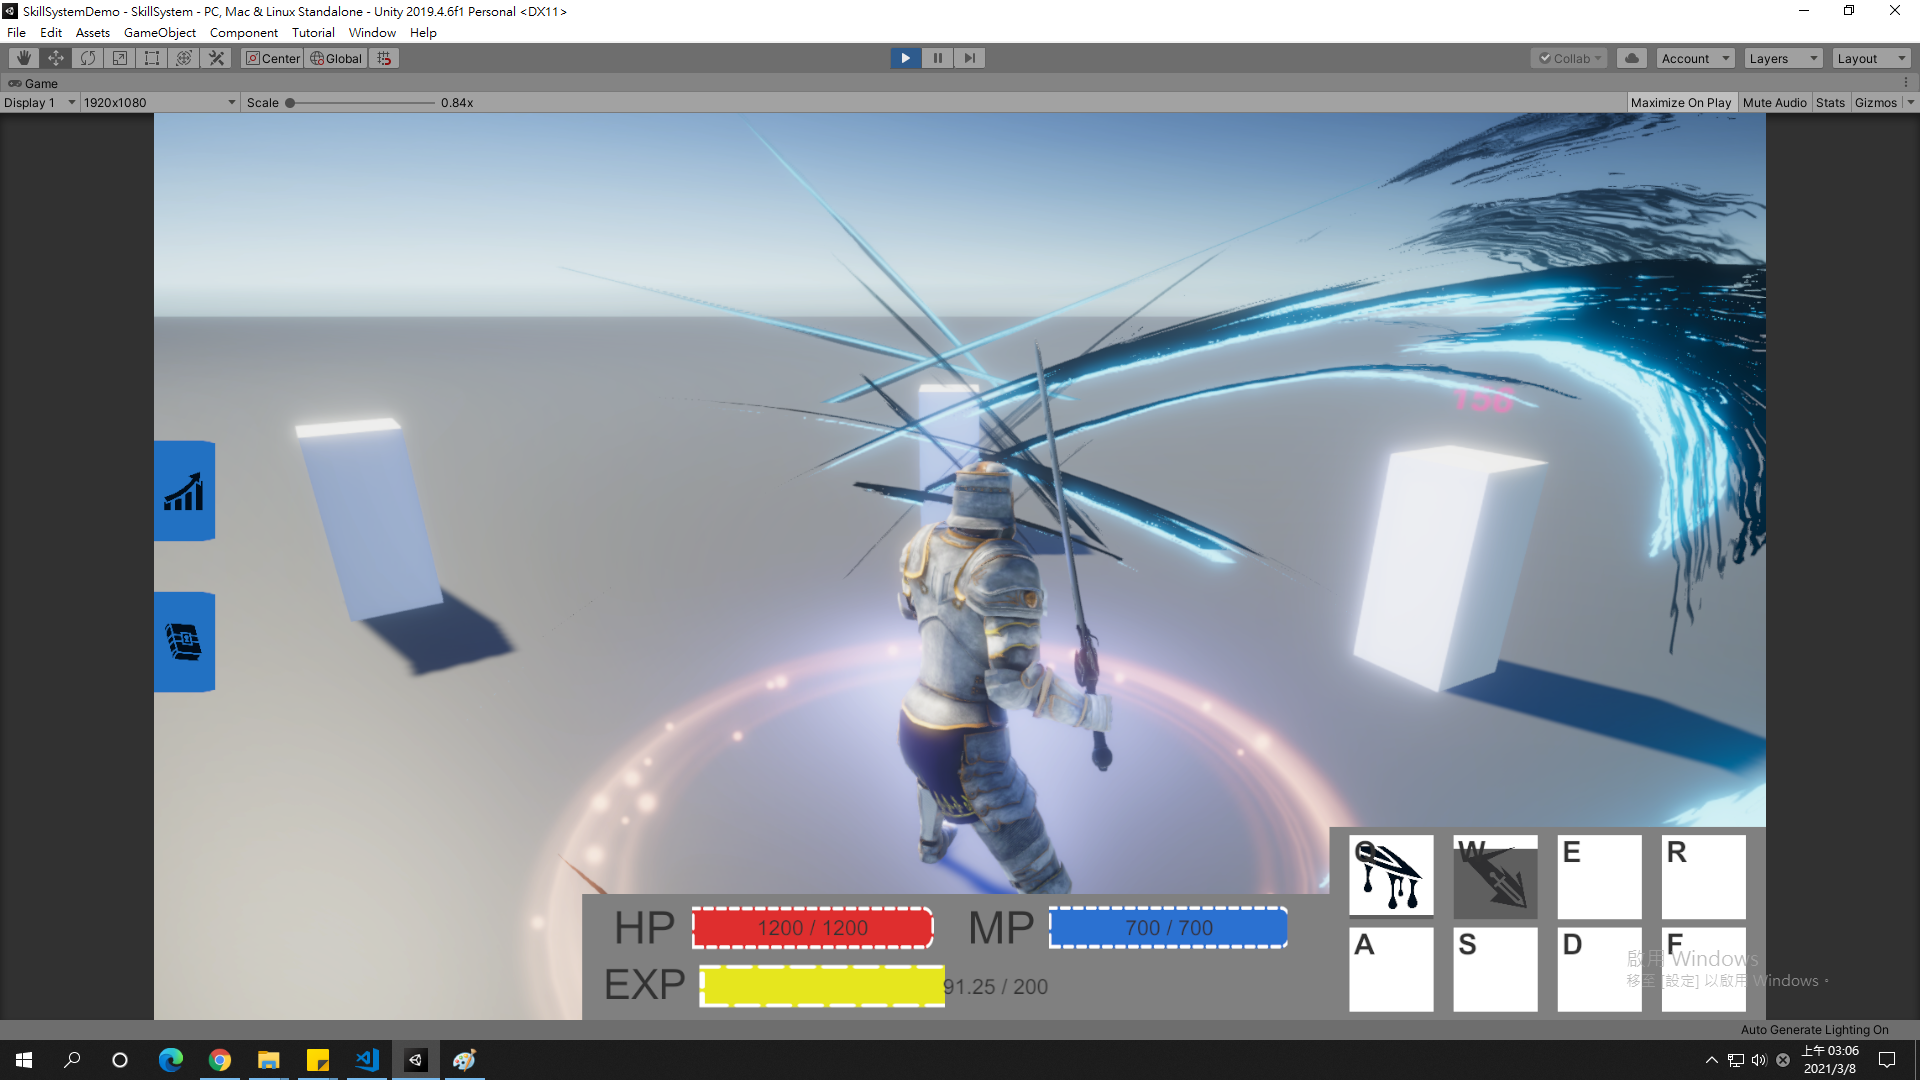 SkillSystemDemo - SkillSystem - PC, Mac & Linux Standalone - Unity 2019.4.6f1 Personal <DX11>
File Edit Assets GameObject Component Tutorial Window Help
Center Global Collab Account Layers Layout
Game
Display 1 1920x1080 Scale 0.84x Maximize On Play Mute Audio Stats Gizmos
156
Q W E R
HP 1200 / 1200 MP 700 / 700
A S D F
啟用 Windows
移至 [設定] 以啟用 Windows。
EXP 91.25 / 200
Auto Generate Lighting On
上午 03:06
2021/3/8